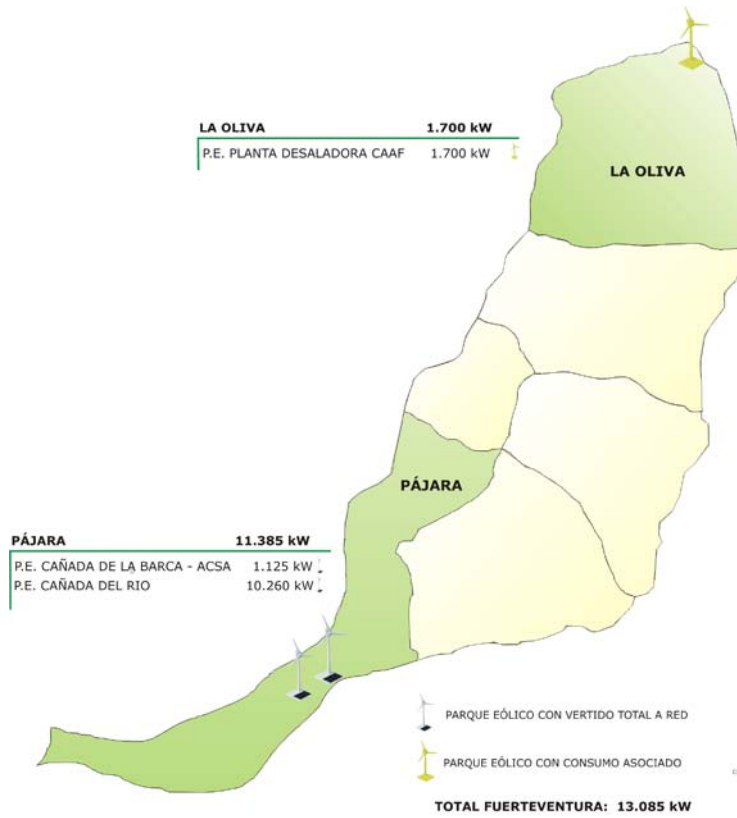 LA OLIVA 1.700 kW
P.E. PLANTA DESALADORA CAAF 1.700 kW
LA OLIVA
PÁJARA
PÁJARA 11.385 kW
P.E. CAÑADA DE LA BARCA - ACSA 1.125 kW
P.E. CAÑADA DEL RIO 10.260 kW
PARQUE EÓLICO CON VERTIDO TOTAL A RED
PARQUE EÓLICO CON CONSUMO ASOCIADO
TOTAL FUERTEVENTURA: 13.085 kW